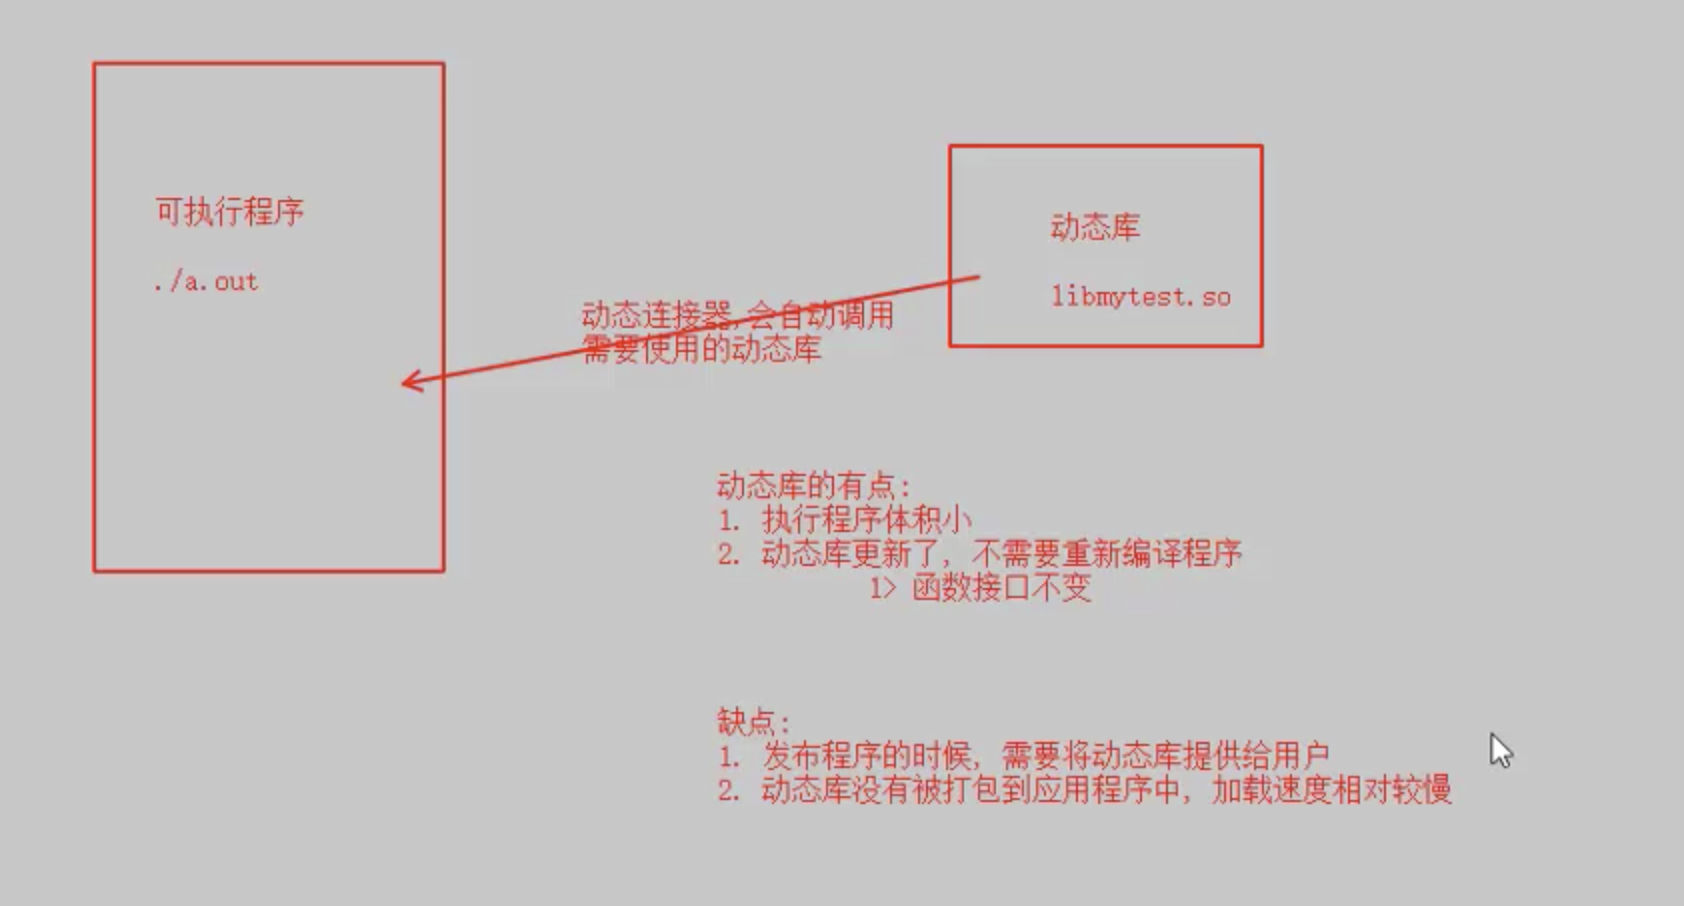 可执行程序
./a.out
动态连接器,会自动调用
需要使用的动态库
动态库
libmytest.so
动态库的有点:
1. 执行程序体积小
2. 动态库更新了, 不需要重新编译程序
1> 函数接口不变
缺点:
1. 发布程序的时候, 需要将动态库提供给用户
2. 动态库没有被打包到应用程序中, 加载速度相对较慢